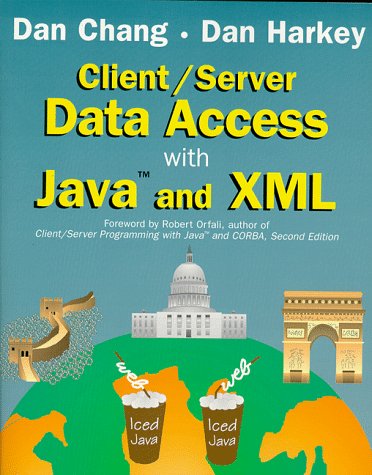 Dan Chang • Dan Harkey
Client/Server
Data Access
with
Java™ and XML
Foreword by Robert Orfali, author of
Client/Server Programming with Java™ and CORBA, Second Edition
web
web
Iced
Java
Iced
Java